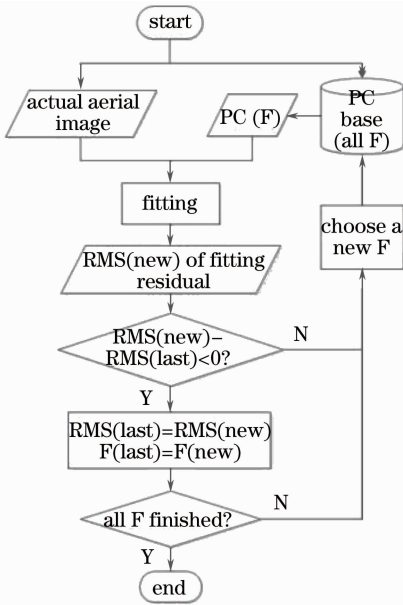 start
actual aerial
image
PC (F)
PC
base
(all F)
fitting
choose a
new F
RMS(new) of fitting
residual
RMS(new)−
RMS(last)<0?
N
Y
RMS(last)=RMS(new)
F(last)=F(new)
all F finished?
N
Y
end